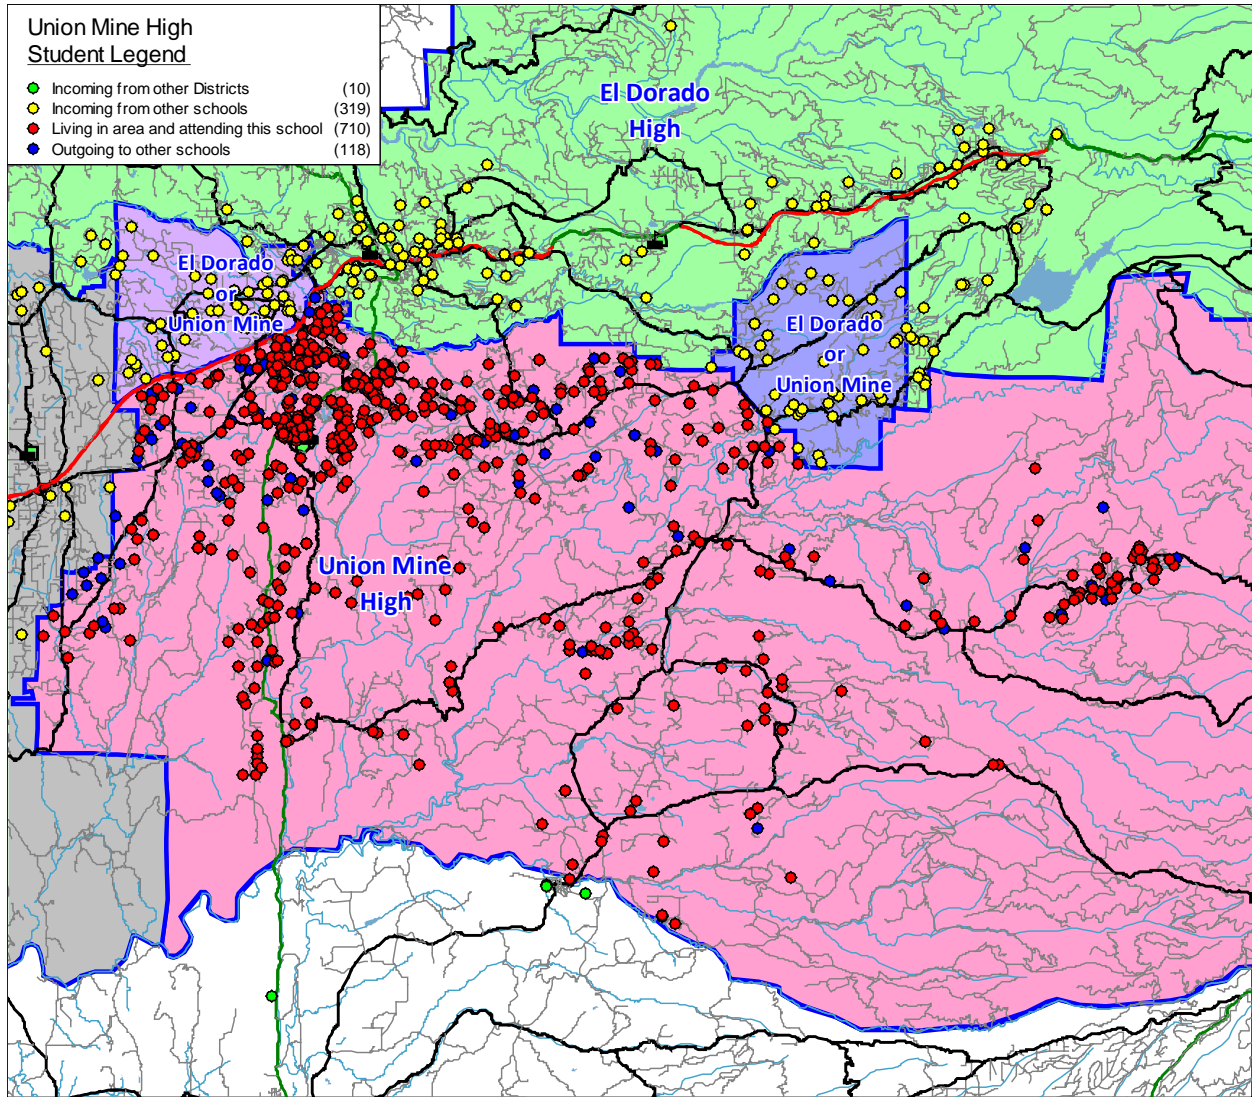 Union Mine High
Student Legend
Incoming from other Districts (10)
Incoming from other schools (319)
Living in area and attending this school (710)
Outgoing to other schools (118)
El Dorado
High
El Dorado
or
Union Mine
El Dorado
or
Union Mine
Union Mine
High